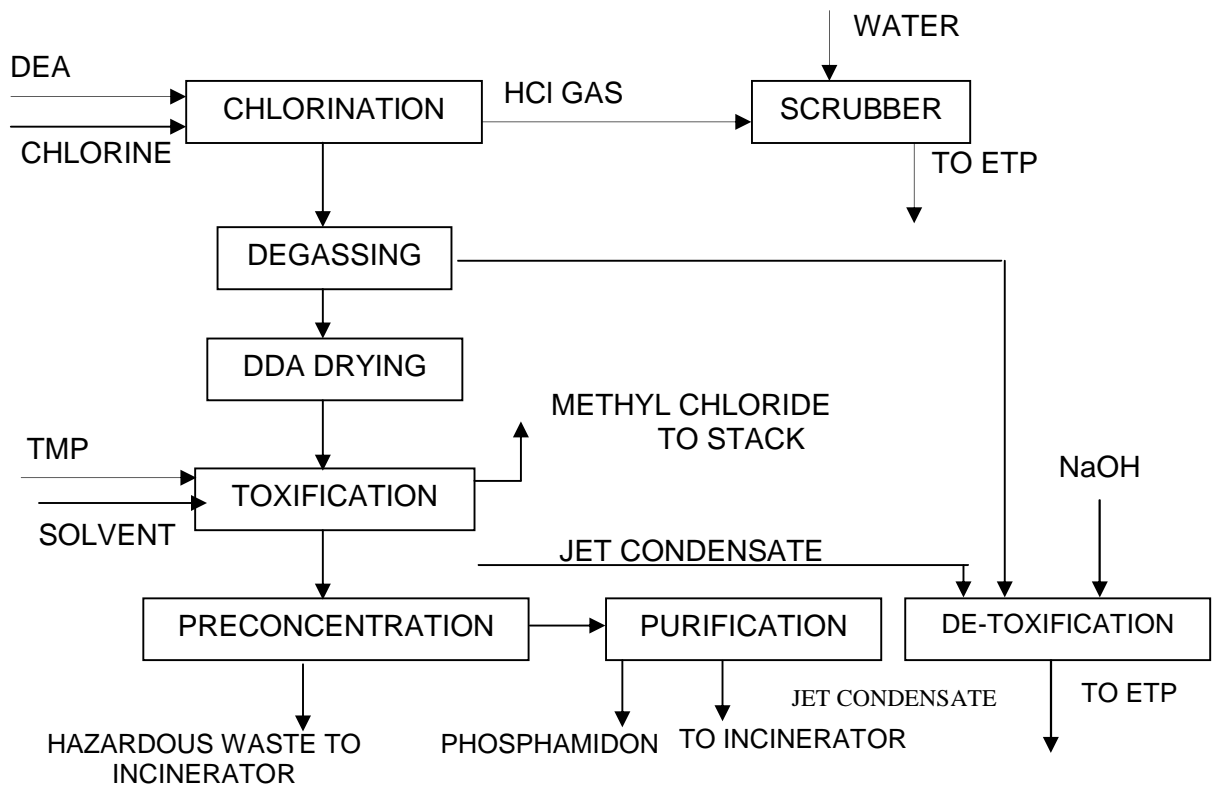 WATER
DEA
CHLORINATION
HCl GAS
SCRUBBER
CHLORINE
TO ETP
DEGASSING
DDA DRYING
METHYL CHLORIDE
TO STACK
TMP
TOXIFICATION
NaOH
SOLVENT
JET CONDENSATE
PRECONCENTRATION
PURIFICATION
DE-TOXIFICATION
JET CONDENSATE
TO ETP
HAZARDOUS WASTE TO
INCINERATOR
PHOSPHAMIDON
TO INCINERATOR